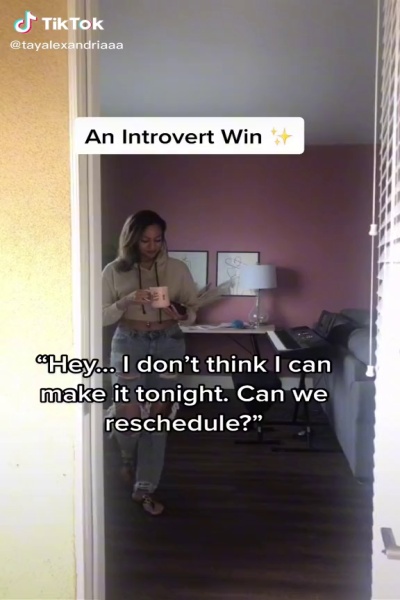 TikTok
@tayalexandriaaa
An Introvert Win ✨
“Hey... I don’t think I can
make it tonight. Can we
reschedule?”